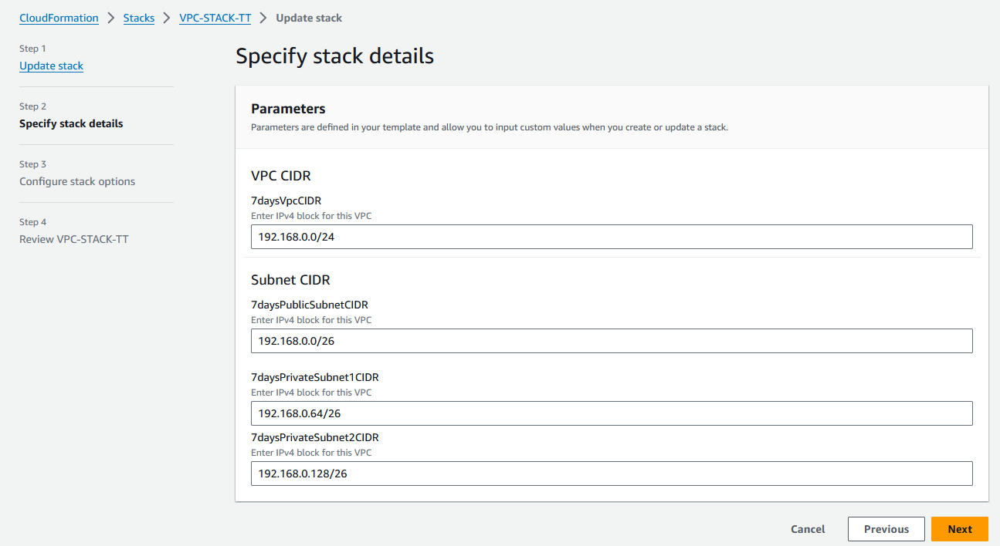 CloudFormation > Stacks > VPC-STACK-TT > Update stack
Step 1
Update stack
Step 2
Specify stack details
Step 3
Configure stack options
Step 4
Review VPC-STACK-TT
Specify stack details
Parameters
Parameters are defined in your template and allow you to input custom values when you create or update a stack.
VPC CIDR
7daysVpcCIDR
Enter IPv4 block for this VPC
192.168.0.0/24
Subnet CIDR
7daysPublicSubnetCIDR
Enter IPv4 block for this VPC
192.168.0.0/26
7daysPrivateSubnet1CIDR
Enter IPv4 block for this VPC
192.168.0.64/26
7daysPrivateSubnet2CIDR
Enter IPv4 block for this VPC
192.168.0.128/26
Cancel Previous Next